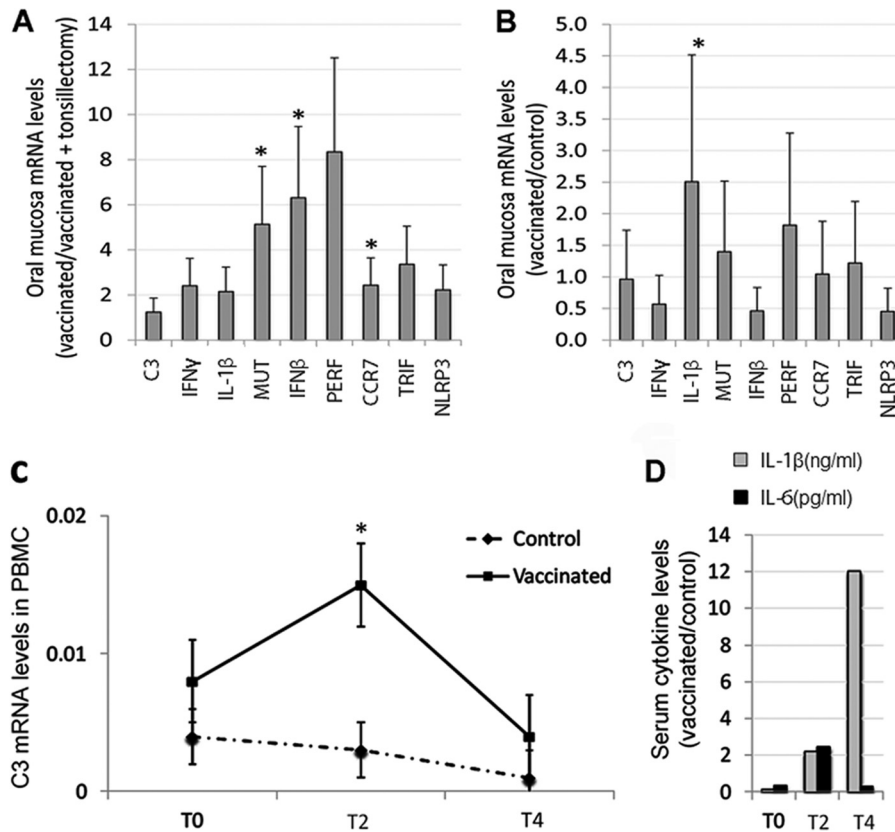 A
Oral mucosa mRNA levels
(vaccinated/vaccinated + tonsillectomy)
14
12
10
8
6
4
2
0
*
*
*
C3
IFNγ
IL-1β
MUT
IFNβ
PERF
CCR7
TRIF
NLRP3
B
Oral mucosa mRNA levels
(vaccinated/control)
5.0
4.5
4.0
3.5
3.0
2.5
2.0
1.5
1.0
0.5
0.0
*
C3
IFNγ
IL-1β
MUT
IFNβ
PERF
CCR7
TRIF
NLRP3
C
C3 mRNA levels in PBMC
0.02
0.01
0
*
Control
Vaccinated
T0
T2
T4
D
IL-1β(ng/ml)
IL-6(pg/ml)
Serum cytokine levels
(vaccinated/control)
14
12
10
8
6
4
2
0
T0
T2
T4